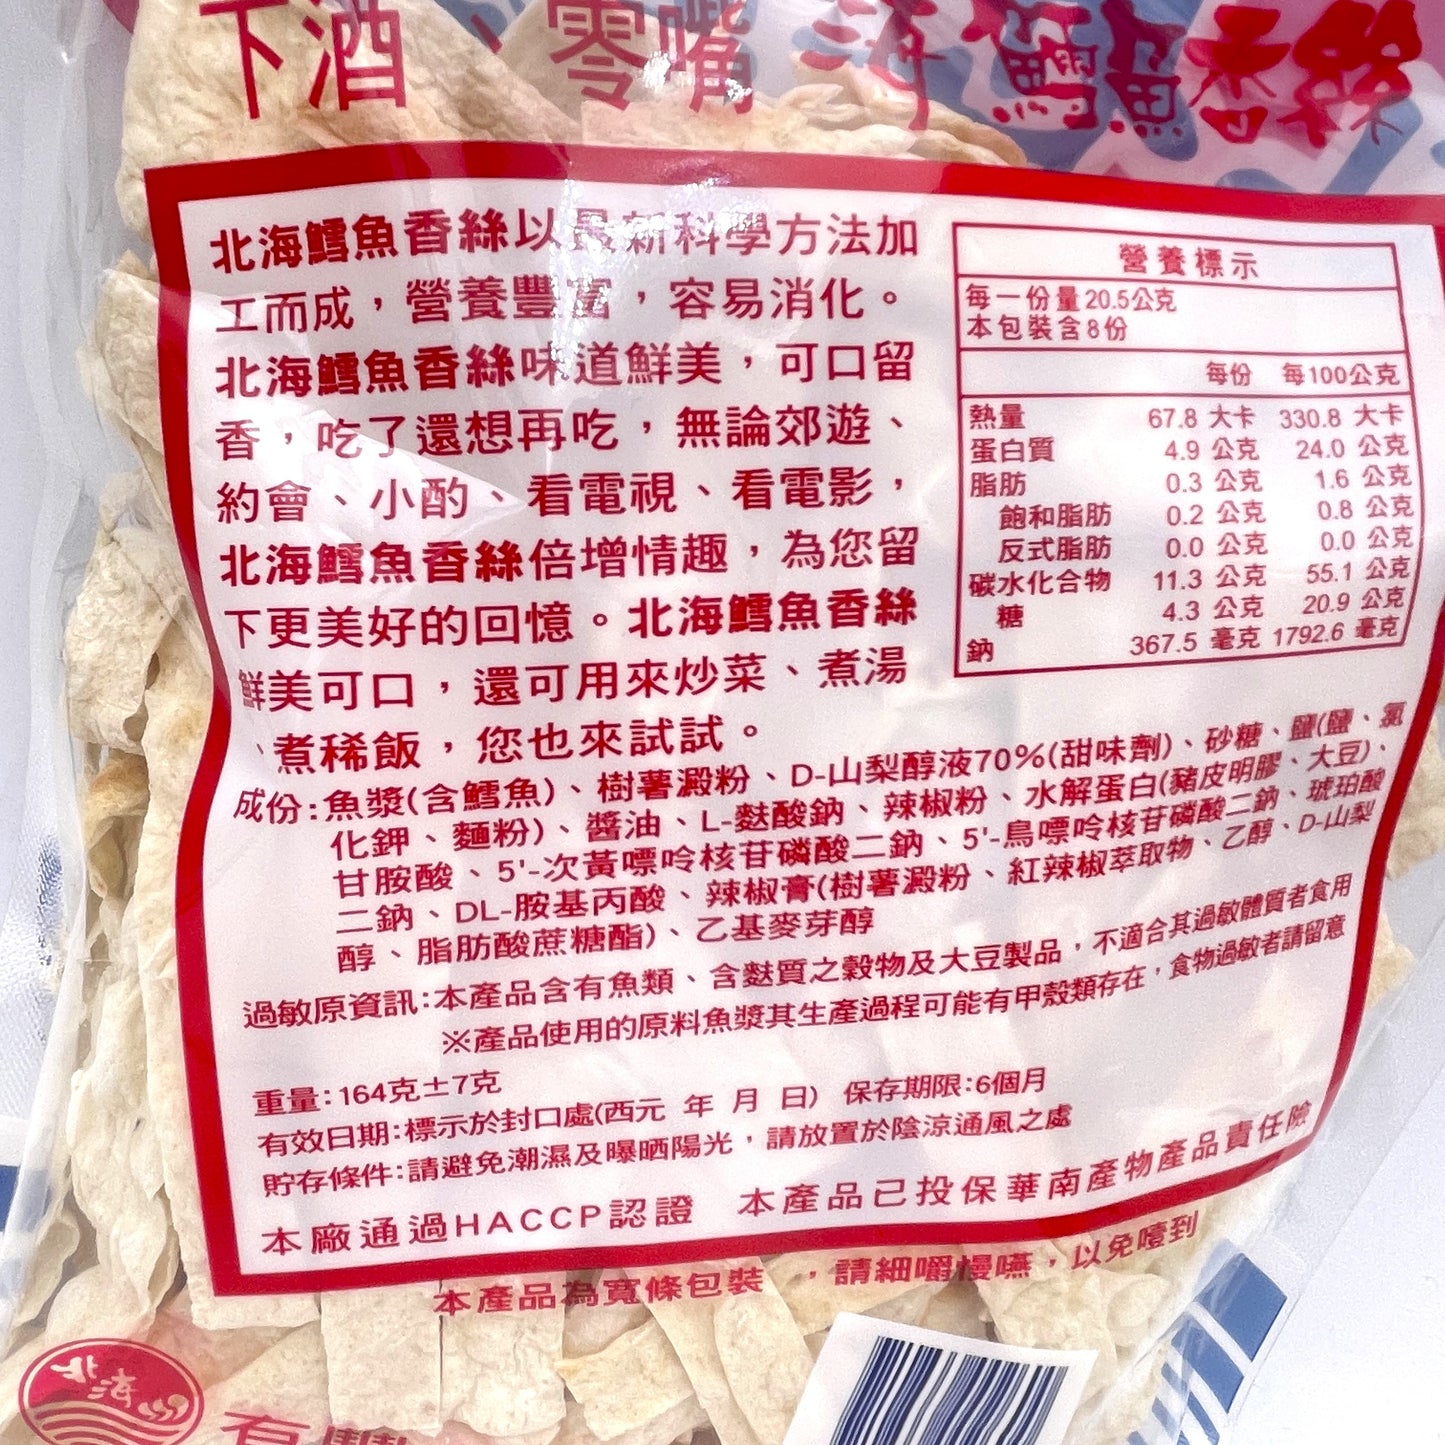 下酒、零嘴 鱈魚香絲
北海鱈魚香絲以最新科學方法加
工而成，營養豐富，容易消化。
北海鱈魚香絲味道鮮美，可口留
香，吃了還想再吃，無論郊遊、
約會、小酌、看電視、看電影，
北海鱈魚香絲倍增情趣，為您留
下更美好的回憶。北海鱈魚香絲
鮮美可口，還可用來炒菜、煮湯
、煮稀飯，您也來試試。
營養標示
每一份量20.5公克
本包裝含8份
每份 每100公克
熱量 67.8 大卡 330.8 大卡
蛋白質 4.9 公克 24.0 公克
脂肪 0.3 公克 1.6 公克
飽和脂肪 0.2 公克 0.8 公克
反式脂肪 0.0 公克 0.0 公克
碳水化合物 11.3 公克 55.1 公克
糖 4.3 公克 20.9 公克
鈉 367.5 毫克 1792.6 毫克
成份:魚漿(含鱈魚)、樹薯澱粉、D-山梨醇液70%(甜味劑)、砂糖、鹽(鹽、氯
化鉀、麵粉)、醬油、L-麩酸鈉、辣椒粉、水解蛋白(豬皮明膠、大豆)、
甘胺酸、5'-次黃嘌呤核苷磷酸二鈉、5'-鳥嘌呤核苷磷酸二鈉、琥珀酸
二鈉、DL-胺基丙酸、辣椒膏(樹薯澱粉、紅辣椒萃取物、乙醇、D-山梨
醇、脂肪酸蔗糖酯)、乙基麥芽醇
過敏原資訊:本產品含有魚類、含麩質之穀物及大豆製品，不適合其過敏體質者食用
※產品使用的原料魚漿其生產過程可能有甲殼類存在，食物過敏者請留意
重量:164克±7克
有效日期:標示於封口處(西元 年 月 日) 保存期限:6個月
貯存條件:請避免潮濕及曝晒陽光，請放置於陰涼通風之處
本廠通過HACCP認證 本產品已投保華南產物產品責任險
本產品為寬條包裝 ，請細嚼慢嚥，以免噎到
北海
有